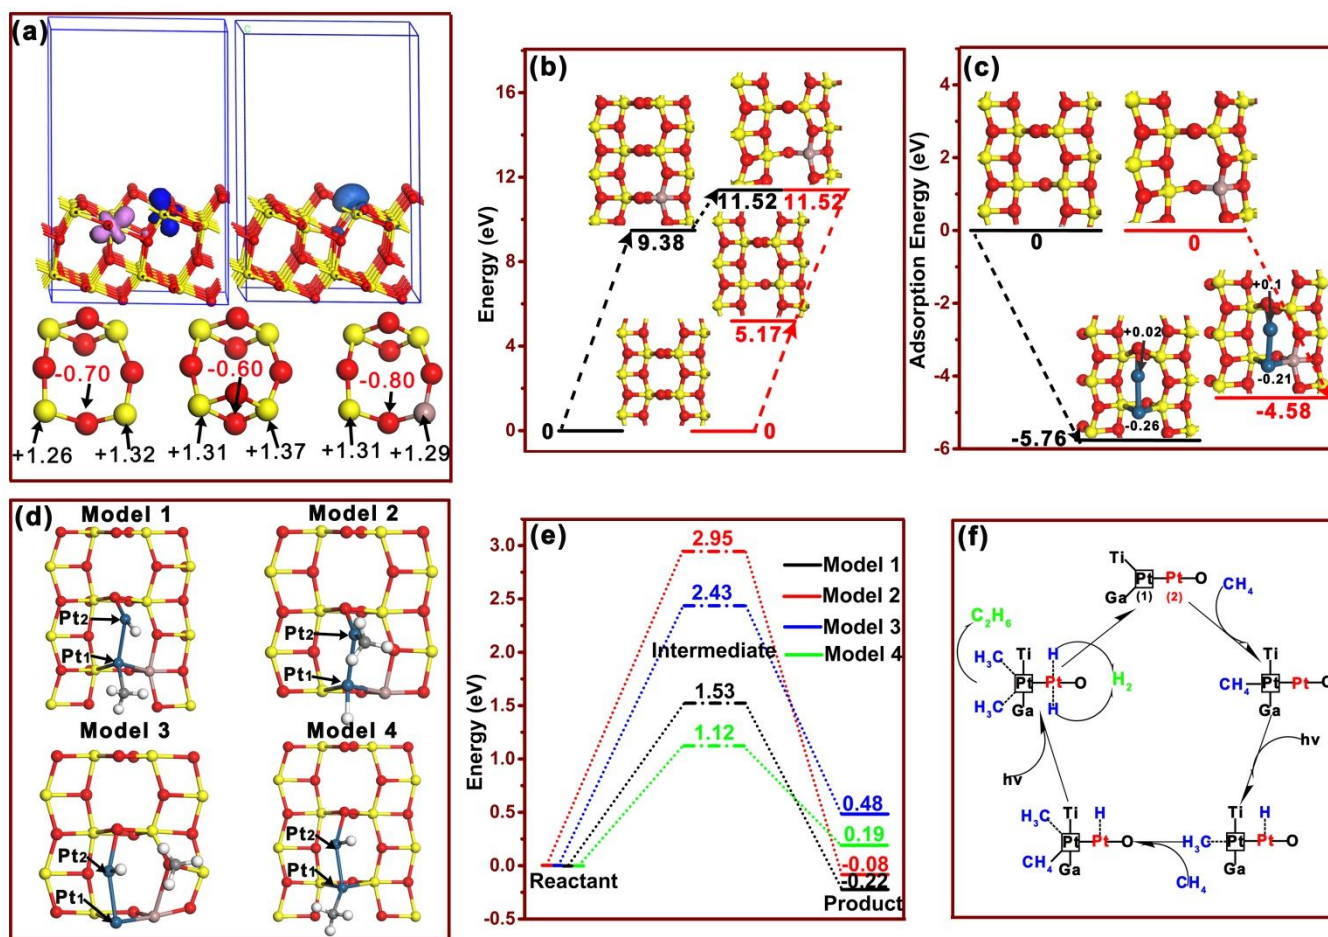 (a)
-0.70
-0.60
-0.80
+1.26
+1.32
+1.31
+1.37
+1.31
+1.29
(b)
Energy (eV)
16
12
8
4
0
0
9.38
11.52
11.52
5.17
0
(c)
Adsorption Energy (eV)
4
2
0
-2
-4
-6
0
0
+0.02
-0.26
-5.76
+0.1
-0.21
-4.58
(d)
Model 1
Model 2
Pt2
Pt1
Pt2
Pt1
Model 3
Model 4
Pt2
Pt1
Pt2
Pt1
(e)
Energy (eV)
3.0
2.5
2.0
1.5
1.0
0.5
0.0
-0.5
2.95
2.43
Intermediate
1.53
1.12
Model 1
Model 2
Model 3
Model 4
0.48
0.19
-0.08
-0.22
Reactant
Product
(f)
Ti
Pt Pt O
Ga (1) (2)
CH4
Ti
CH4 Pt Pt O
Ga
hv
Ti H
H3C Pt Pt O
Ga
CH4
Ti H
H3C Pt Pt O
CH4 Ga
hv
Ti H
H3C Pt Pt O
H3C Ga H
H2
C2H6